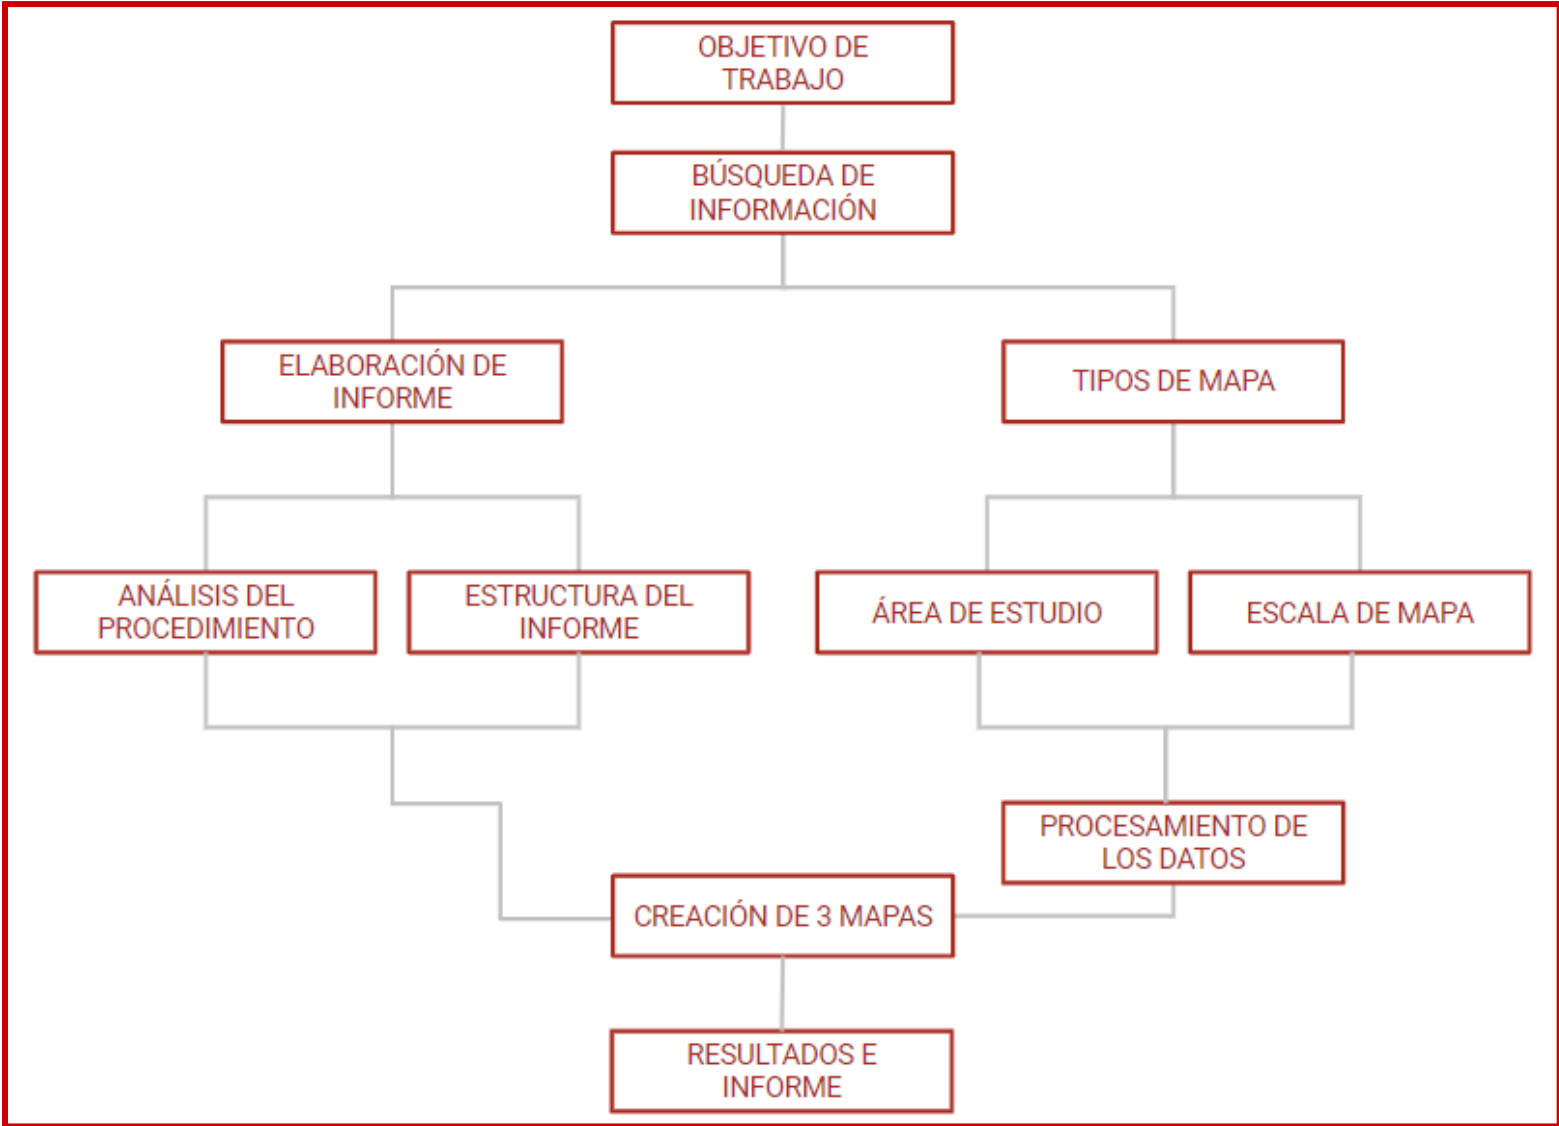 OBJETIVO DE
TRABAJO
BÚSQUEDA DE
INFORMACIÓN
ELABORACIÓN DE
INFORME
TIPOS DE MAPA
ANÁLISIS DEL
PROCEDIMIENTO
ESTRUCTURA DEL
INFORME
ÁREA DE ESTUDIO
ESCALA DE MAPA
PROCESAMIENTO DE
LOS DATOS
CREACIÓN DE 3 MAPAS
RESULTADOS E
INFORME